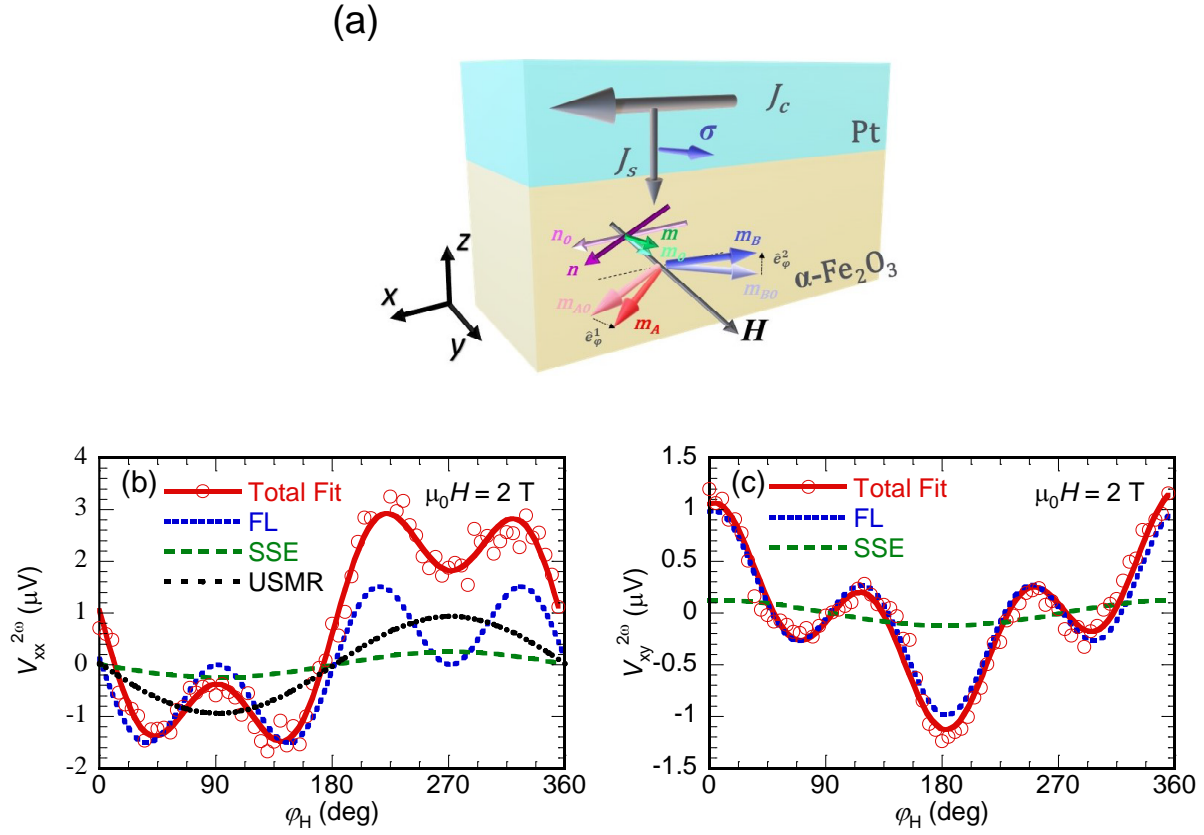 (a)
J_c
Pt
σ
J_s
n_0
m
m_0
n
m_B
ê_φ^2
α-Fe₂O₃
m_B0
m_A0
m_A
ê_φ^1
H
z
x
y
(b)
μ₀H = 2 T
Total Fit
FL
SSE
USMR
V_xx^2ω (μV)
4
3
2
1
0
-1
-2
0 90 180 270 360
φ_H (deg)
(c)
μ₀H = 2 T
Total Fit
FL
SSE
V_xy^2ω (μV)
1.5
1
0.5
0
-0.5
-1
-1.5
0 90 180 270 360
φ_H (deg)